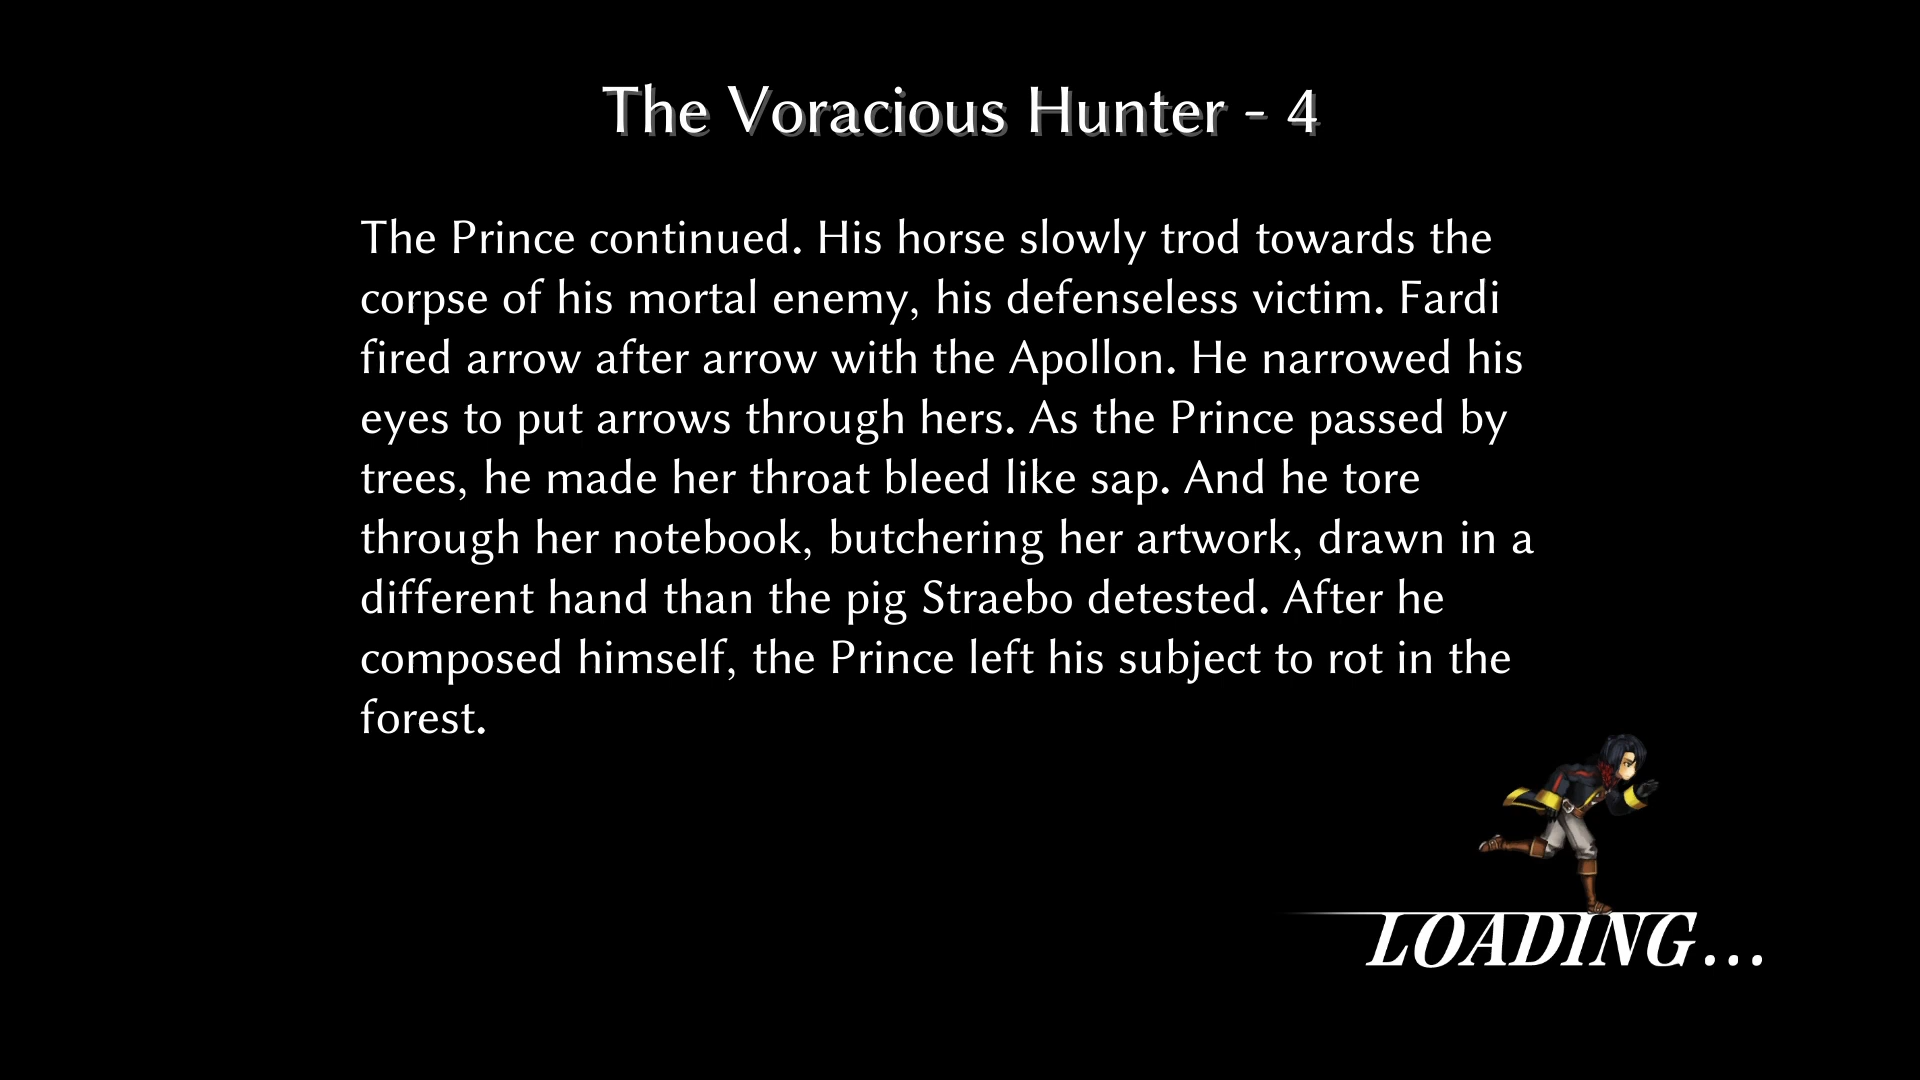 The Voracious Hunter - 4
The Prince continued. His horse slowly trod towards the
corpse of his mortal enemy, his defenseless victim. Fardi
fired arrow after arrow with the Apollon. He narrowed his
eyes to put arrows through hers. As the Prince passed by
trees, he made her throat bleed like sap. And he tore
through her notebook, butchering her artwork, drawn in a
different hand than the pig Straebo detested. After he
composed himself, the Prince left his subject to rot in the
forest.
LOADING...